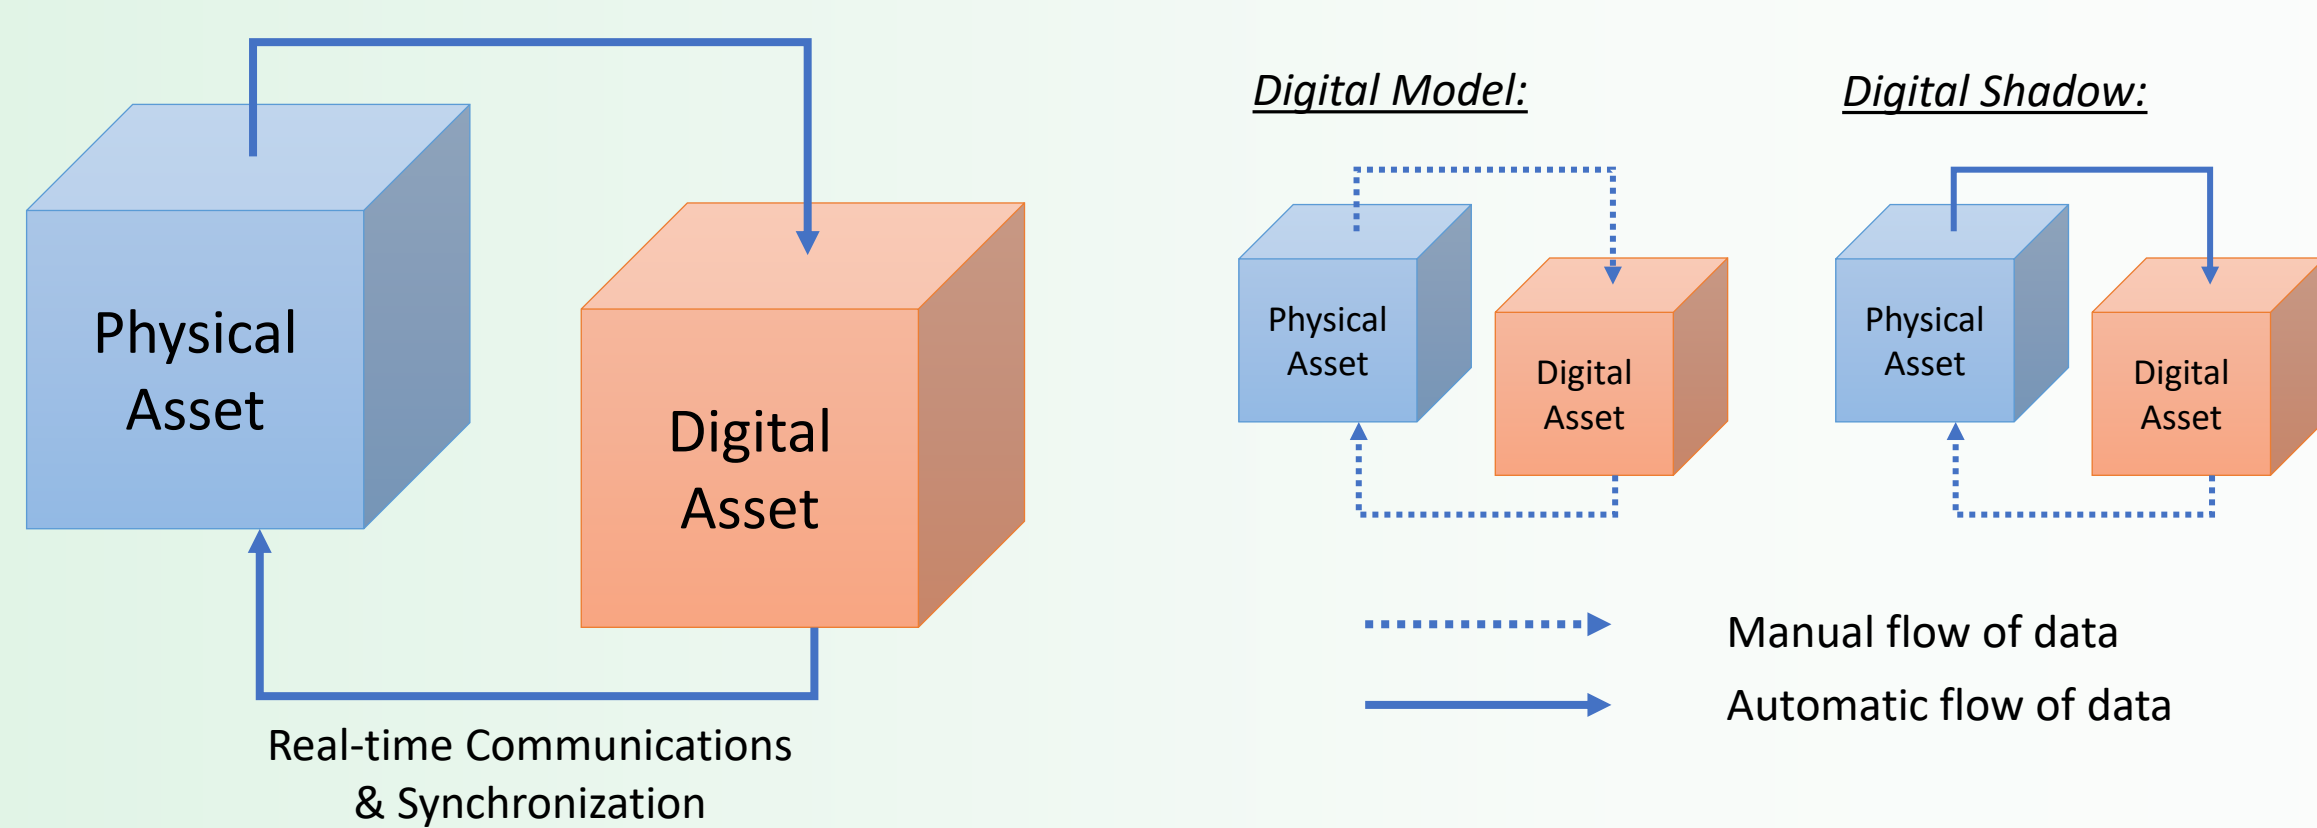 Physical
Asset
Digital
Asset
Real-time Communications
& Synchronization
Digital Model:
Physical
Asset
Digital
Asset
Digital Shadow:
Physical
Asset
Digital
Asset
Manual flow of data
Automatic flow of data